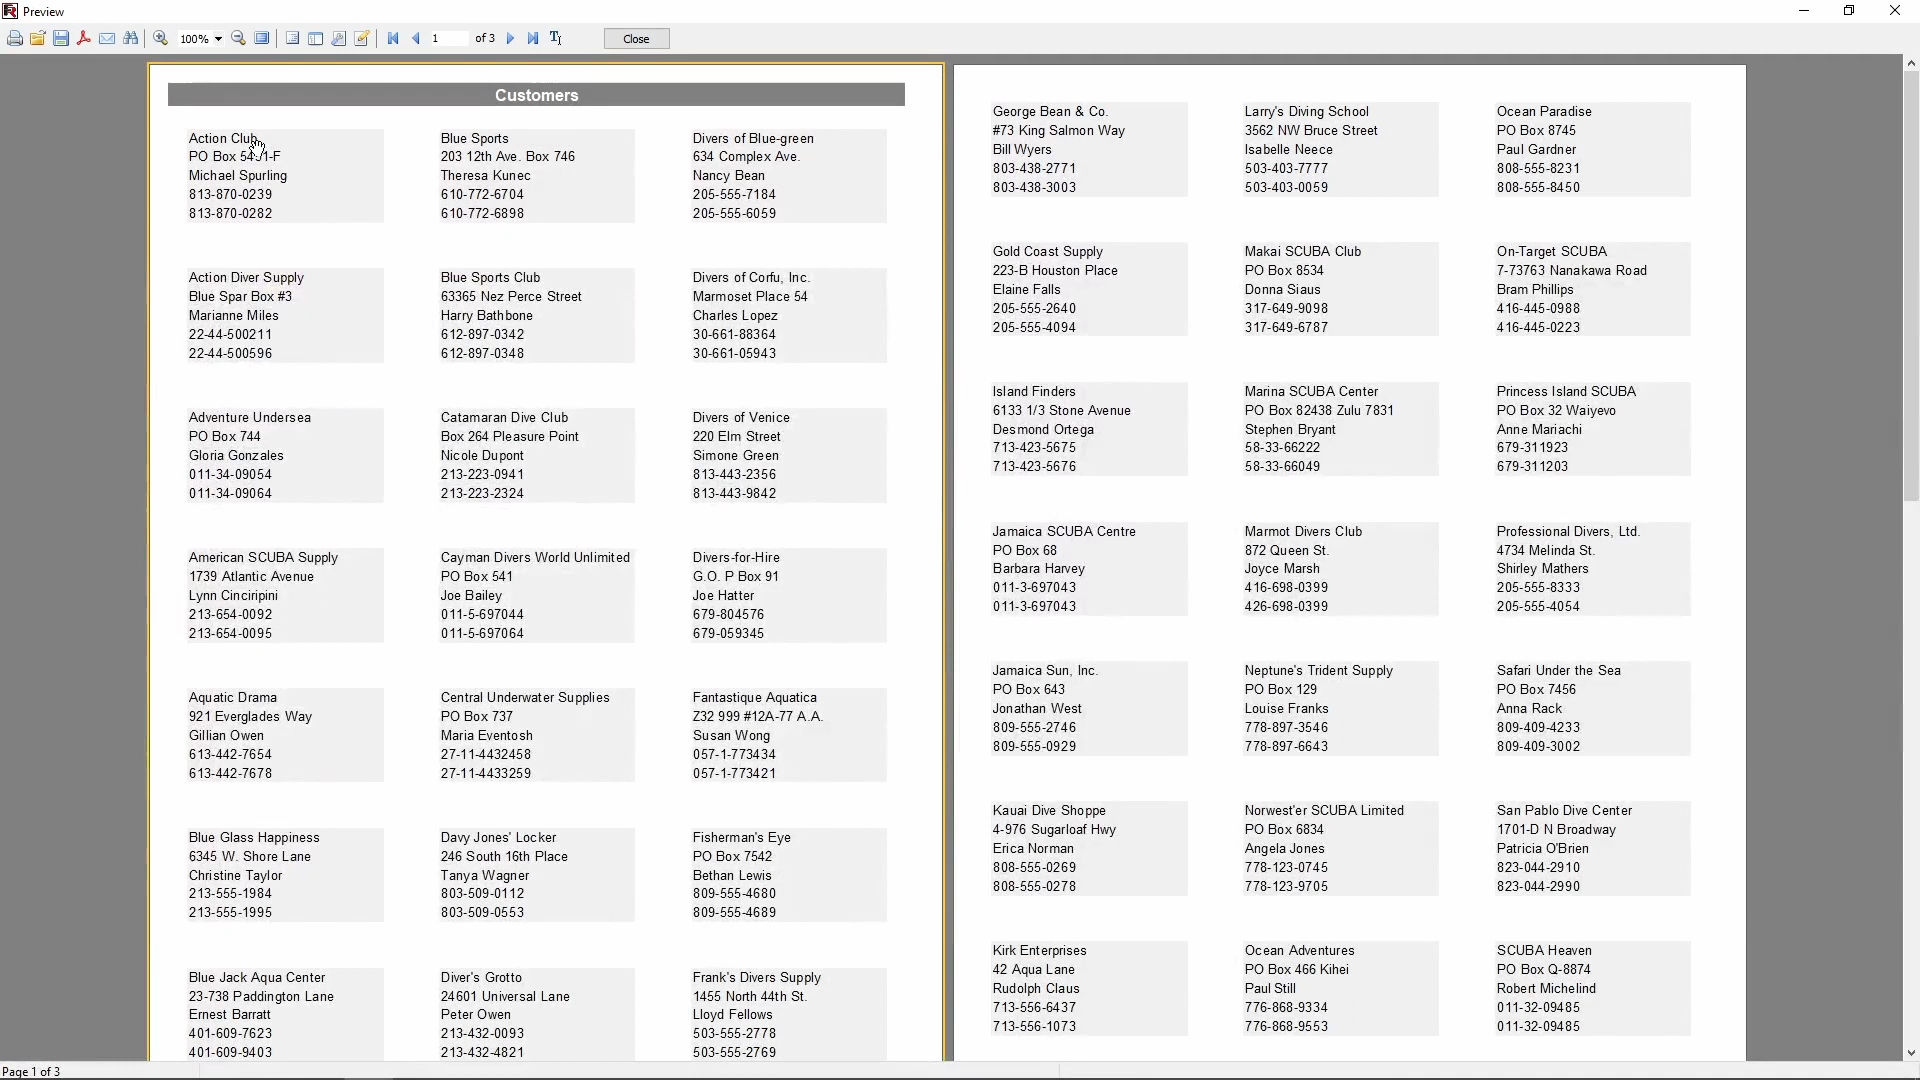 Preview
100%
1
of 3
Close
Customers
Action Club
PO Box
Michael Spurling
813-870-0239
813-870-0282
Blue Sports
203 12th Ave. Box 746
Theresa Kunec
610-772-6704
610-772-6898
Divers of Blue-green
634 Complex Ave.
Nancy Bean
205-555-7184
205-555-6059
Action Diver Supply
Blue Spar Box #3
Marianne Miles
22-44-500211
22-44-500596
Blue Sports Club
63365 Nez Perce Street
Harry Bathbone
612-897-0342
612-897-0348
Divers of Corfu, Inc.
Marmoset Place 54
Charles Lopez
30-661-88364
30-661-05943
Adventure Undersea
PO Box 744
Gloria Gonzales
011-34-09054
011-34-09064
Catamaran Dive Club
Box 264 Pleasure Point
Nicole Dupont
213-223-0941
213-223-2324
Divers of Venice
220 Elm Street
Simone Green
813-443-2356
813-443-9842
American SCUBA Supply
1739 Atlantic Avenue
Lynn Cinciripini
213-654-0092
213-654-0095
Cayman Divers World Unlimited
PO Box 541
Joe Bailey
011-5-697044
011-5-697064
Divers-for-Hire
G.O. P Box 91
Joe Hatter
679-804576
679-059345
Aquatic Drama
921 Everglades Way
Gillian Owen
613-442-7654
613-442-7678
Central Underwater Supplies
PO Box 737
Maria Eventosh
27-11-4432458
27-11-4433259
Fantastique Aquatica
Z32 999 #12A-77 A.A.
Susan Wong
057-1-773434
057-1-773421
Blue Glass Happiness
6345 W. Shore Lane
Christine Taylor
213-555-1984
213-555-1995
Davy Jones' Locker
246 South 16th Place
Tanya Wagner
803-509-0112
803-509-0553
Fisherman's Eye
PO Box 7542
Bethan Lewis
809-555-4680
809-555-4689
Blue Jack Aqua Center
23-738 Paddington Lane
Ernest Barratt
401-609-7623
401-609-9403
Diver's Grotto
24601 Universal Lane
Peter Owen
213-432-0093
213-432-4821
Frank's Divers Supply
1455 North 44th St.
Lloyd Fellows
503-555-2778
503-555-2769
George Bean & Co.
#73 King Salmon Way
Bill Wyers
803-438-2771
803-438-3003
Larry's Diving School
3562 NW Bruce Street
Isabelle Neece
503-403-7777
503-403-0059
Ocean Paradise
PO Box 8745
Paul Gardner
808-555-8231
808-555-8450
Gold Coast Supply
223-B Houston Place
Elaine Falls
205-555-2640
205-555-4094
Makai SCUBA Club
PO Box 8534
Donna Siaus
317-649-9098
317-649-6787
On-Target SCUBA
7-73763 Nanakawa Road
Bram Phillips
416-445-0988
416-445-0223
Island Finders
6133 1/3 Stone Avenue
Desmond Ortega
713-423-5675
713-423-5676
Marina SCUBA Center
PO Box 82438 Zulu 7831
Stephen Bryant
58-33-66222
58-33-66049
Princess Island SCUBA
PO Box 32 Waiyevo
Anne Mariachi
679-311923
679-311203
Jamaica SCUBA Centre
PO Box 68
Barbara Harvey
011-3-697043
011-3-697043
Marmot Divers Club
872 Queen St.
Joyce Marsh
416-698-0399
426-698-0399
Professional Divers, Ltd.
4734 Melinda St.
Shirley Mathers
205-555-8333
205-555-4054
Jamaica Sun, Inc.
PO Box 643
Jonathan West
809-555-2746
809-555-0929
Neptune's Trident Supply
PO Box 129
Louise Franks
778-897-3546
778-897-6643
Safari Under the Sea
PO Box 7456
Anna Rack
809-409-4233
809-409-3002
Kauai Dive Shoppe
4-976 Sugarloaf Hwy
Erica Norman
808-555-0269
808-555-0278
Norwest'er SCUBA Limited
PO Box 6834
Angela Jones
778-123-0745
778-123-9705
San Pablo Dive Center
1701-D N Broadway
Patricia O'Brien
823-044-2910
823-044-2990
Kirk Enterprises
42 Aqua Lane
Rudolph Claus
713-556-6437
713-556-1073
Ocean Adventures
PO Box 466 Kihei
Paul Still
776-868-9334
776-868-9553
SCUBA Heaven
PO Box Q-8874
Robert Michelind
011-32-09485
011-32-09485
Page 1 of 3